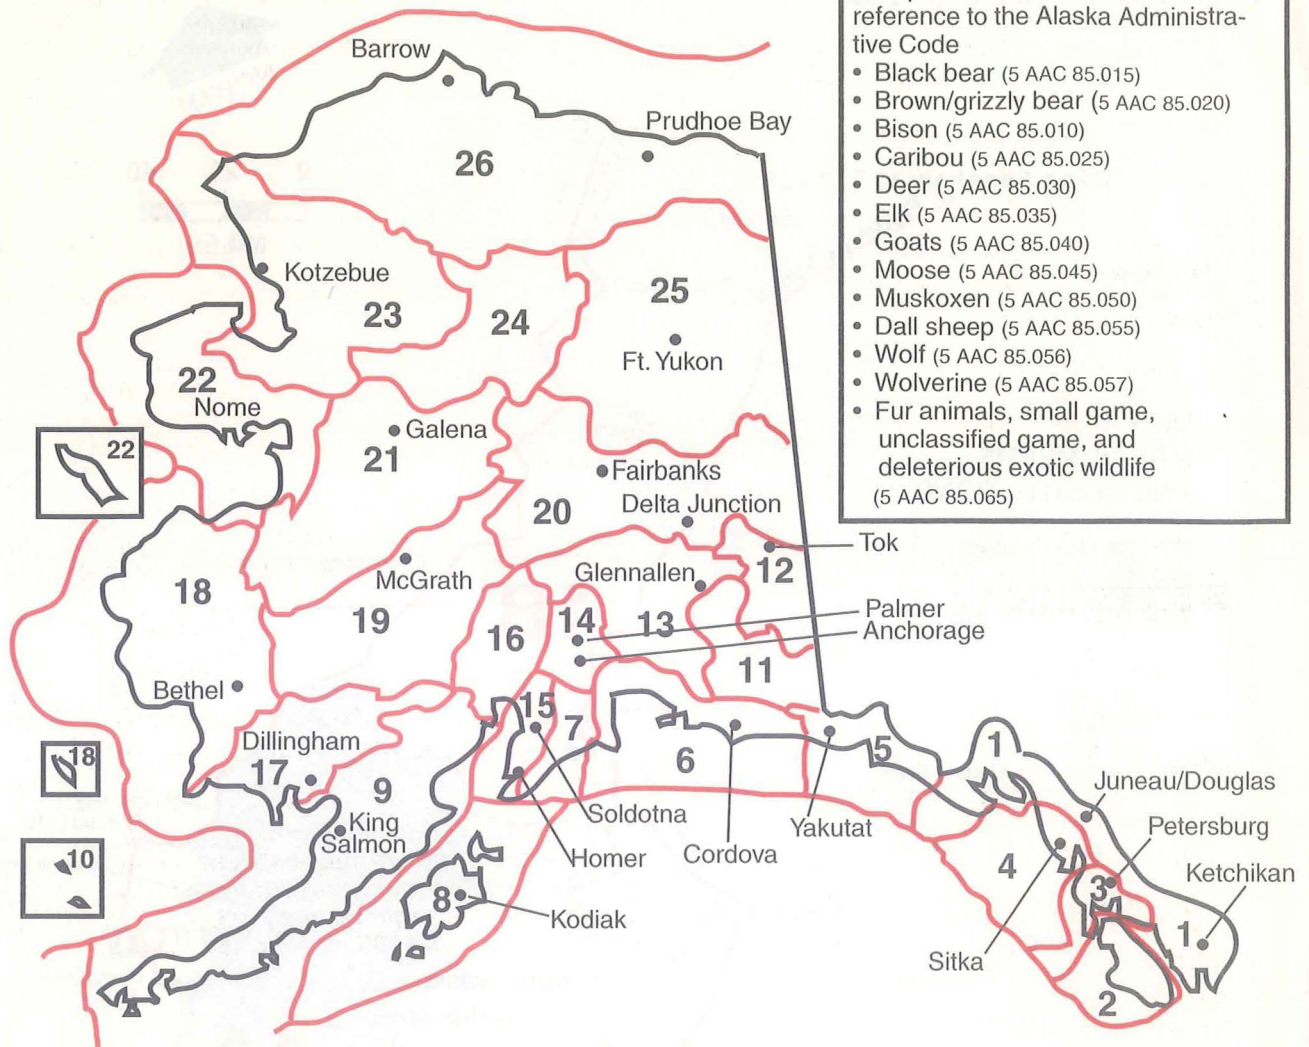 reference to the Alaska Administra-
tive Code
• Black bear (5 AAC 85.015)
• Brown/grizzly bear (5 AAC 85.020)
• Bison (5 AAC 85.010)
• Caribou (5 AAC 85.025)
• Deer (5 AAC 85.030)
• Elk (5 AAC 85.035)
• Goats (5 AAC 85.040)
• Moose (5 AAC 85.045)
• Muskoxen (5 AAC 85.050)
• Dall sheep (5 AAC 85.055)
• Wolf (5 AAC 85.056)
• Wolverine (5 AAC 85.057)
• Fur animals, small game,
unclassified game, and
deleterious exotic wildlife
(5 AAC 85.065)
Barrow
Prudhoe Bay
26
Kotzebue
23
24
25
Ft. Yukon
22
Nome
22
Galena
21
Fairbanks
Delta Junction
20
Tok
12
McGrath
Glennallen
18
19
16
14
13
Palmer
Anchorage
11
Bethel
15
7
Dillingham
17
9
6
5
1
18
King
Salmon
Soldotna
Yakutat
Juneau/Douglas
Petersburg
Homer
Cordova
10
4
3
Ketchikan
8
Kodiak
Sitka
1
2